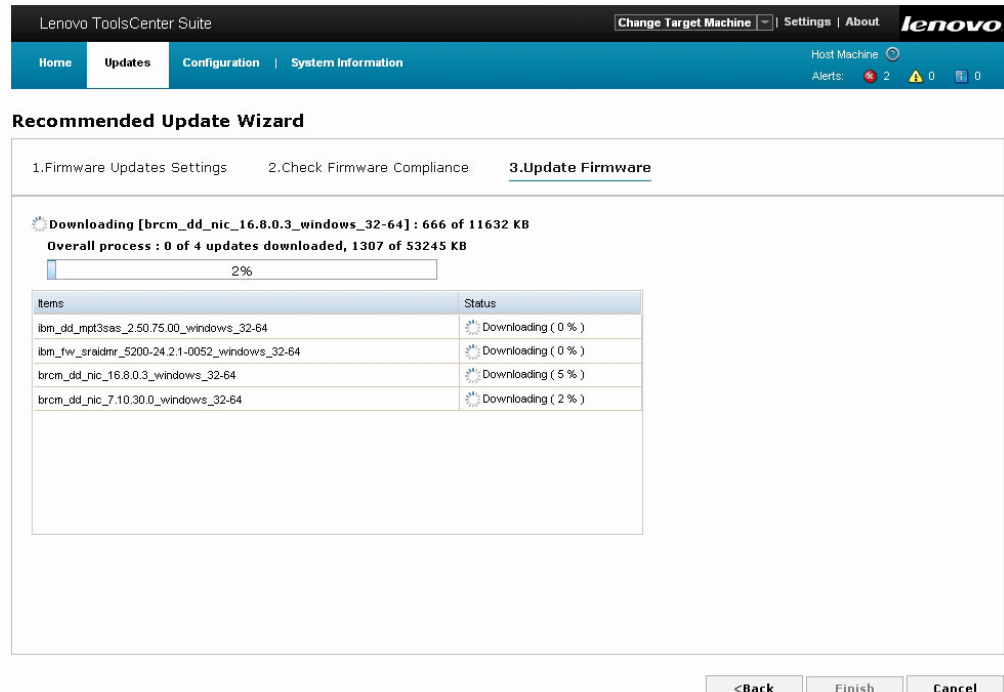 Lenovo ToolsCenter Suite
Change Target Machine | Settings | About
lenovo
Home Updates Configuration | System Information
Host Machine ?
Alerts: 2 0 0
Recommended Update Wizard
1.Firmware Updates Settings 2.Check Firmware Compliance 3.Update Firmware
Downloading [brcm_dd_nic_16.8.0.3_windows_32-64] : 666 of 11632 KB
Overall process : 0 of 4 updates downloaded, 1307 of 53245 KB
2%
Items Status
ibm_dd_mpt3sas_2.50.75.00_windows_32-64 Downloading ( 0 % )
ibm_fw_sraidmr_5200-24.2.1-0052_windows_32-64 Downloading ( 0 % )
brcm_dd_nic_16.8.0.3_windows_32-64 Downloading ( 5 % )
brcm_dd_nic_7.10.30.0_windows_32-64 Downloading ( 2 % )
<Back Finish Cancel